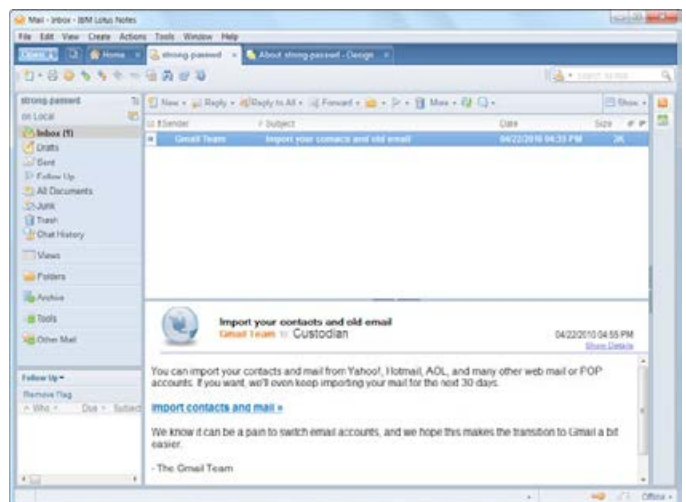 Mail - Inbox - IBM Lotus Notes
File Edit View Create Actions Tools Window Help
Open Home strong-passwd About strong-passwd - Design
strong-passwd
on Local
Inbox (1)
Drafts
Sent
Follow Up
All Documents
Junk
Trash
Chat History
Views
Folders
Archive
Tools
Other Mail
New Reply Reply to All Forward More Show
Sender Subject Date Size
Gmail Team Import your contacts and old email 04/22/2010 04:55 PM 2K
Import your contacts and old email
Gmail Team to Custodian 04/22/2010 04:55 PM
Show Details
You can import your contacts and mail from Yahoo!, Hotmail, AOL, and many other web mail or POP
accounts. If you want, we'll even keep importing your mail for the next 30 days.
Import contacts and mail »
We know it can be a pain to switch email accounts, and we hope this makes the transition to Gmail a bit
easier.
- The Gmail Team
Follow Up
Remove Flag
Who Due Subject
Offline